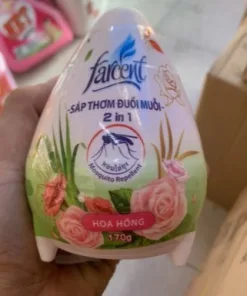 farcent
SÁP THƠM ĐUỔI MUỖI
2 in 1
Mosquito Repellent
HOA HỒNG
170g